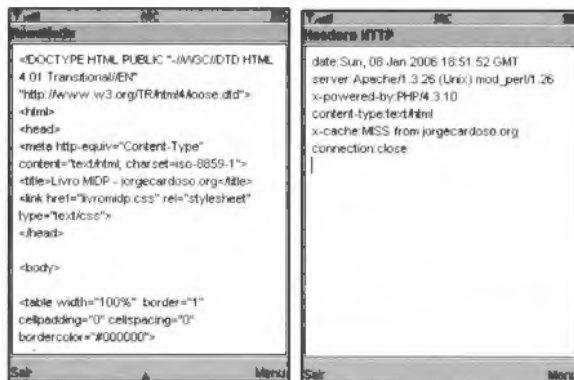 ABC
<!DOCTYPE HTML PUBLIC "-//W3C//DTD HTML
4.01 Transitional//EN"
"http://www.w3.org/TR/html4/loose.dtd">
<html>
<head>
<meta http-equiv="Content-Type"
content="text/html; charset=iso-8859-1">
<title>Livro MIDP - jorgecardoso.org</title>
<link href="livromidp.css" rel="stylesheet"
type="text/css">
</head>
<body>
<table width="100%" border="1"
cellpadding="0" cellspacing="0"
bordercolor="#000000">
Sair Menu
ABC
Headers HTTP
date:Sun, 08 Jan 2006 18:51:52 GMT
server:Apache/1.3.26 (Unix) mod_perl/1.26
x-powered-by:PHP/4.3.10
content-type:text/html
x-cache:MISS from jorgecardoso.org
connection:close
Sair Menu